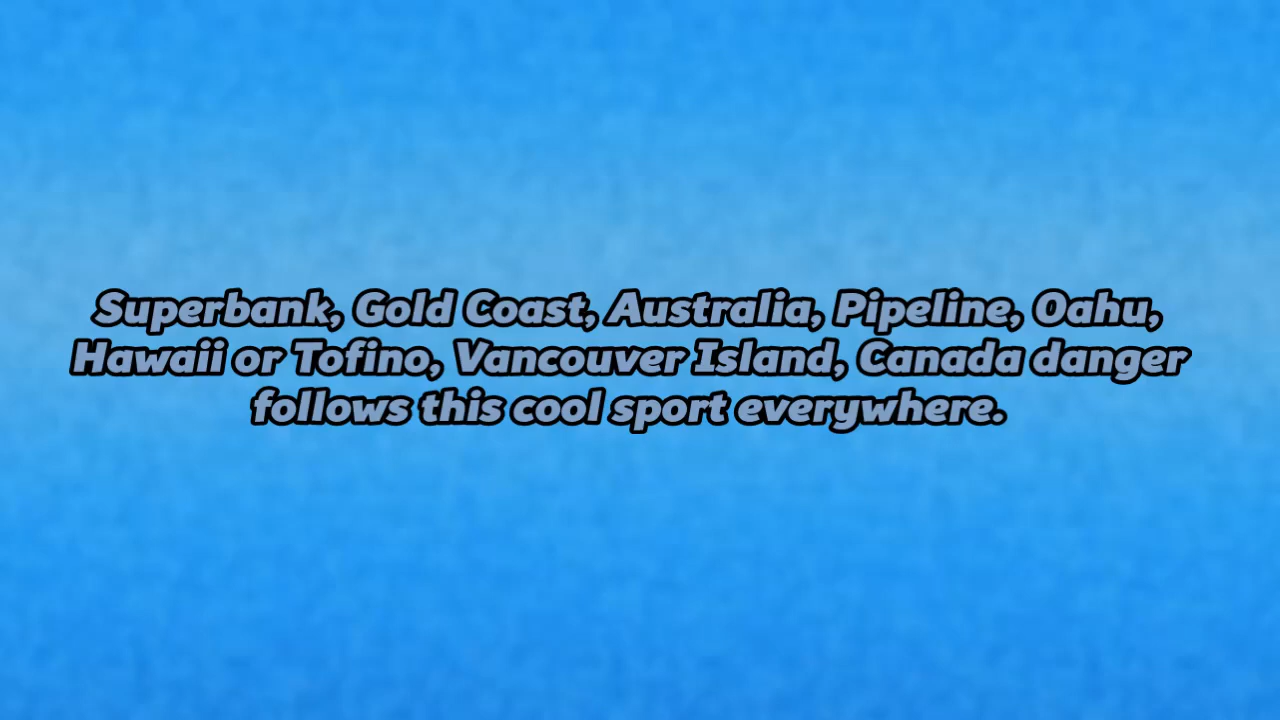 Superbank, Gold Coast, Australia, Pipeline, Oahu,
Hawaii or Tofino, Vancouver Island, Canada danger
follows this cool sport everywhere.